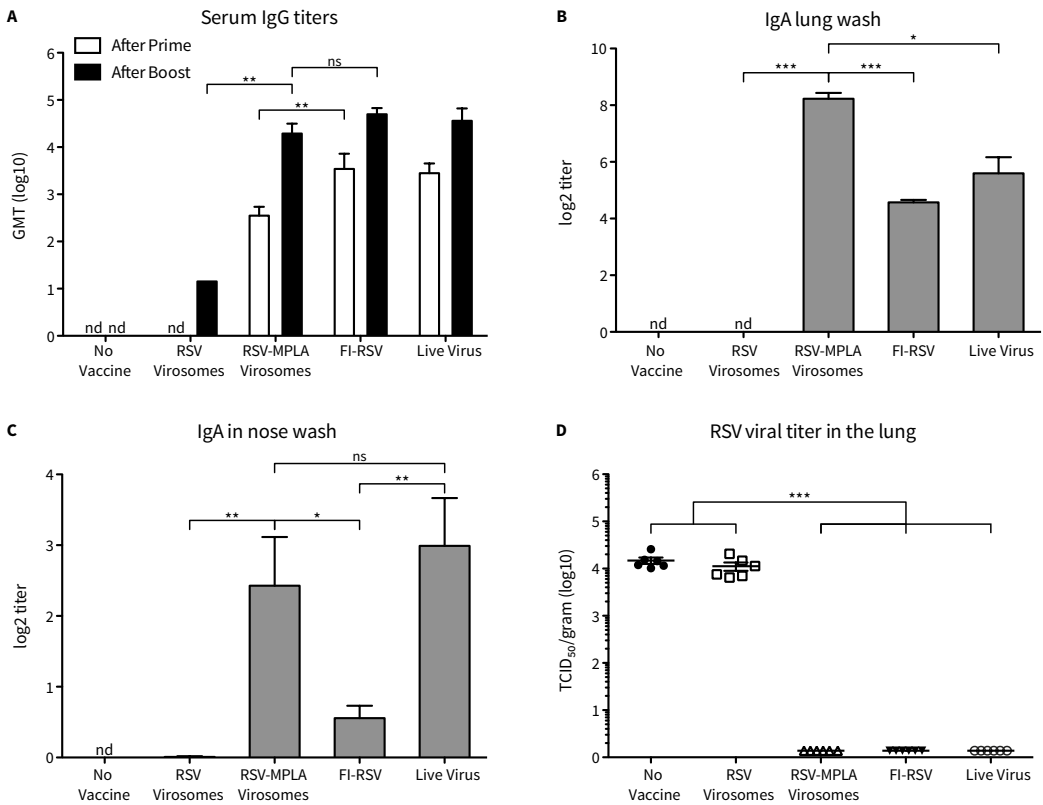 A
Serum IgG titers
After Prime
After Boost
GMT (log10)
6
5
4
3
2
1
0
**
**
ns
nd nd
nd
No
Vaccine
RSV
Virosomes
RSV-MPLA
Virosomes
FI-RSV
Live Virus
B
IgA lung wash
log2 titer
10
8
6
4
2
0
*
***
***
nd
nd
No
Vaccine
RSV
Virosomes
RSV-MPLA
Virosomes
FI-RSV
Live Virus
C
IgA in nose wash
log2 titer
4
3
2
1
0
ns
**
**
*
nd
No
Vaccine
RSV
Virosomes
RSV-MPLA
Virosomes
FI-RSV
Live Virus
D
RSV viral titer in the lung
TCID50/gram (log10)
6
5
4
3
2
1
0
***
No
Vaccine
RSV
Virosomes
RSV-MPLA
Virosomes
FI-RSV
Live Virus